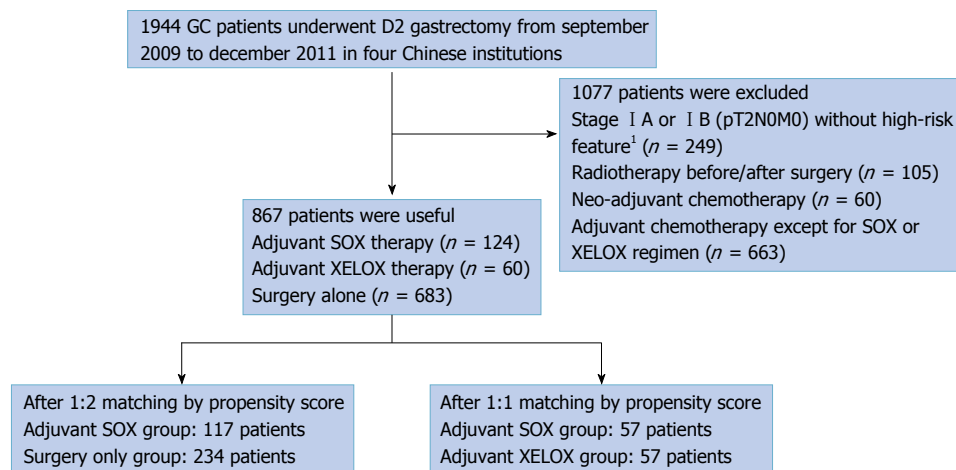 1944 GC patients underwent D2 gastrectomy from september
2009 to december 2011 in four Chinese institutions
1077 patients were excluded
Stage Ⅰ A or Ⅰ B (pT2N0M0) without high-risk
feature¹ (n = 249)
Radiotherapy before/after surgery (n = 105)
Neo-adjuvant chemotherapy (n = 60)
Adjuvant chemotherapy except for SOX or
XELOX regimen (n = 663)
867 patients were useful
Adjuvant SOX therapy (n = 124)
Adjuvant XELOX therapy (n = 60)
Surgery alone (n = 683)
After 1:2 matching by propensity score
Adjuvant SOX group: 117 patients
Surgery only group: 234 patients
After 1:1 matching by propensity score
Adjuvant SOX group: 57 patients
Adjuvant XELOX group: 57 patients